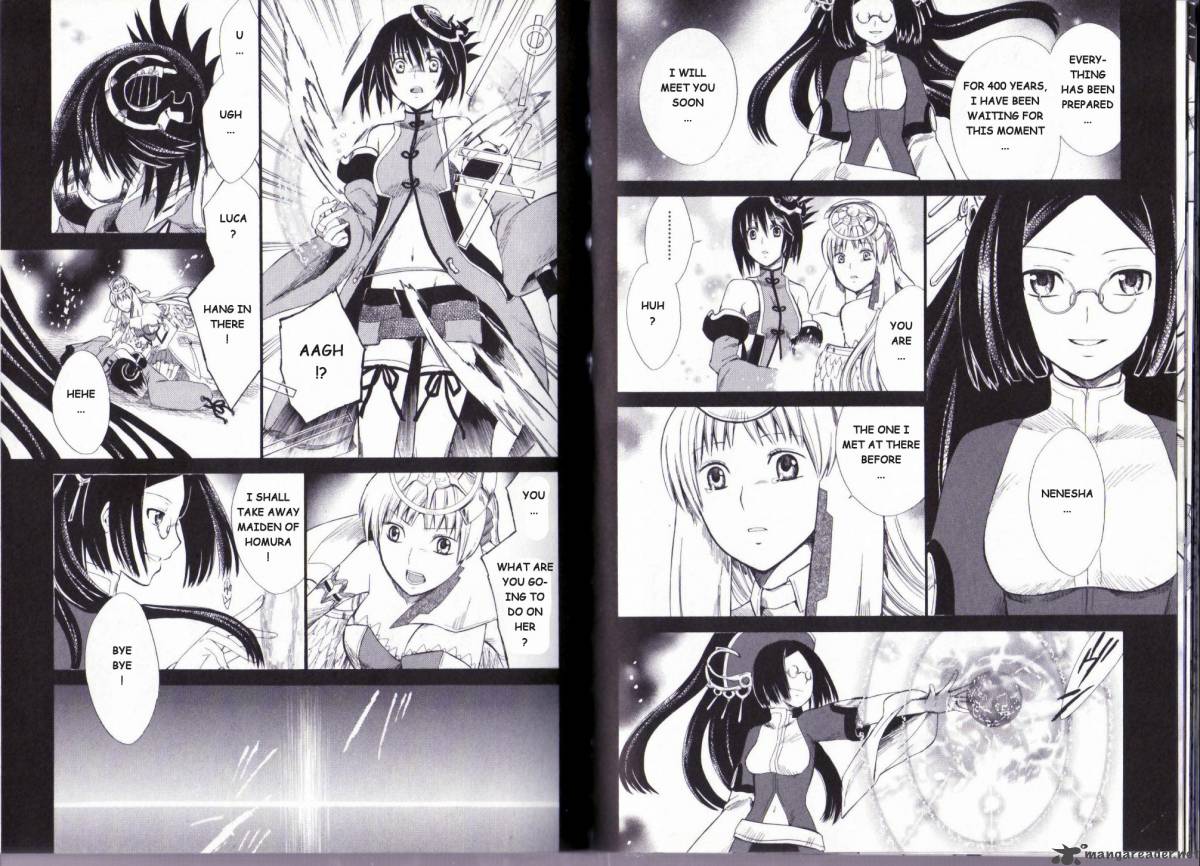 EVERY-
THING
HAS BEEN
PREPARED
...
FOR 400 YEARS,
I HAVE BEEN
WAITING FOR
THIS MOMENT
...
I WILL
MEET YOU
SOON
...
NENESHA
...
YOU
ARE
...
.........
HUH
?
THE ONE I
MET AT THERE
BEFORE
...
AAGH
!?
U
...
UGH
...
LUCA
?
HANG IN
THERE
!
HEHE
...
YOU
...
WHAT ARE
YOU GO-
ING TO
DO ON
HER
?
I SHALL
TAKE AWAY
MAIDEN OF
HOMURA
!
BYE
BYE
!
mangareader.net